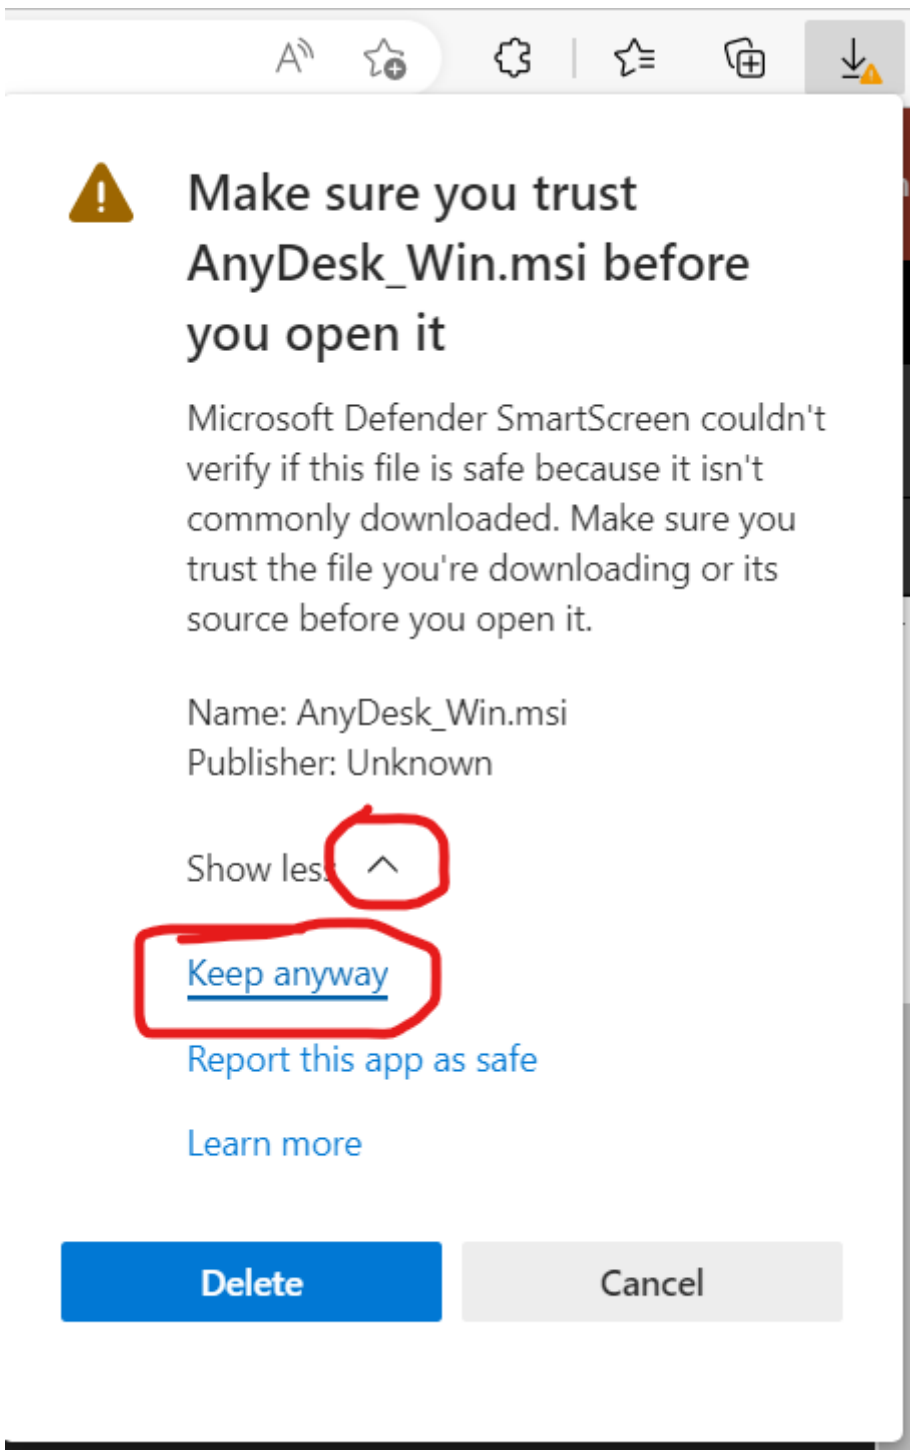 Make sure you trust
AnyDesk_Win.msi before
you open it
Microsoft Defender SmartScreen couldn't
verify if this file is safe because it isn't
commonly downloaded. Make sure you
trust the file you're downloading or its
source before you open it.
Name: AnyDesk_Win.msi
Publisher: Unknown
Show less
Keep anyway
Report this app as safe
Learn more
Delete
Cancel